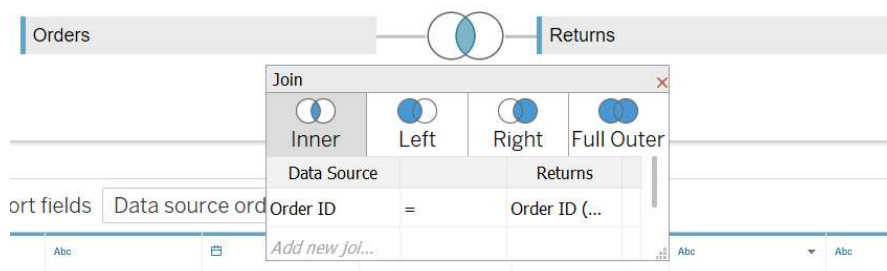 Orders Returns
Join ×
Inner Left Right Full Outer
Data Source Returns
ort fields Data source ord
Order ID = Order ID (...
Add new joi...
Abc Abc Abc